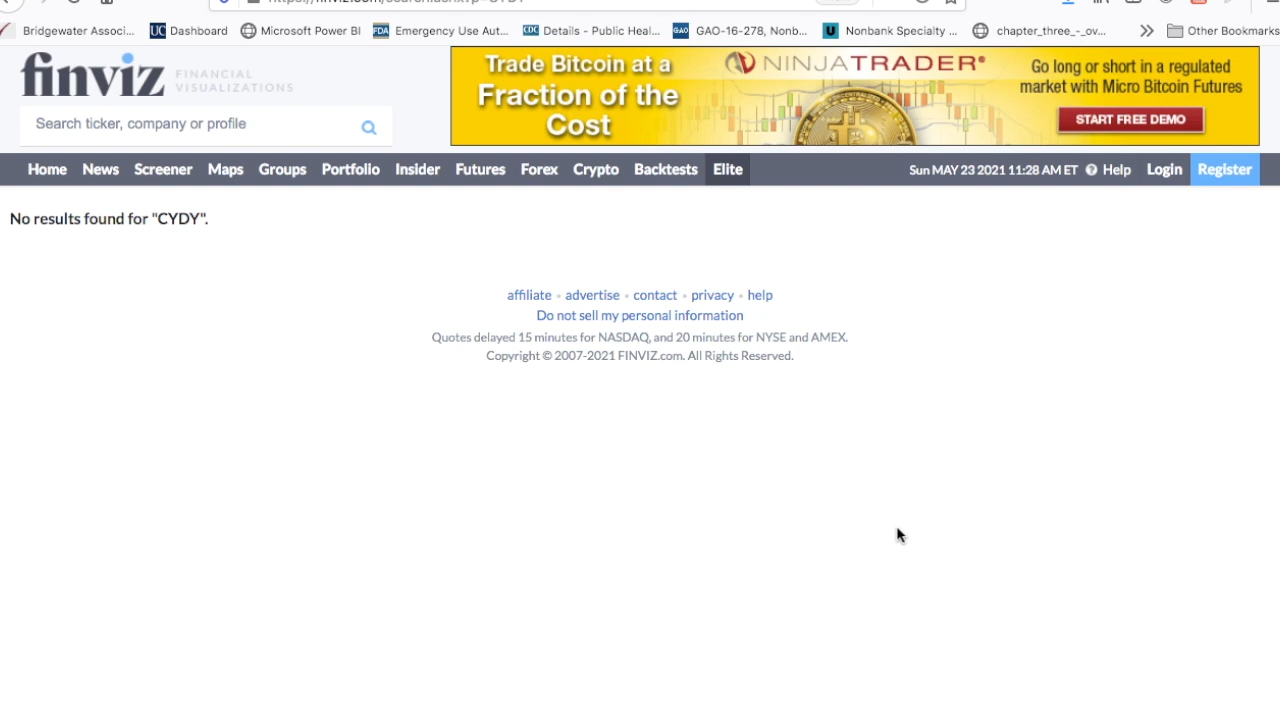 Bridgewater Associ... Dashboard Microsoft Power BI Emergency Use Aut... Details - Public Heal... GAO-16-278, Nonb... Nonbank Specialty ... chapter_three_-_ov... Other Bookmarks
UC FDA CDC GAO U
finviz FINANCIAL VISUALIZATIONS
Search ticker, company or profile
Trade Bitcoin at a
Fraction of the
Cost
NINJATRADER
Go long or short in a regulated
market with Micro Bitcoin Futures
START FREE DEMO
Home News Screener Maps Groups Portfolio Insider Futures Forex Crypto Backtests Elite Sun MAY 23 2021 11:28 AM ET Help Login Register
No results found for "CYDY".
affiliate • advertise • contact • privacy • help
Do not sell my personal information
Quotes delayed 15 minutes for NASDAQ, and 20 minutes for NYSE and AMEX.
Copyright © 2007-2021 FINVIZ.com. All Rights Reserved.